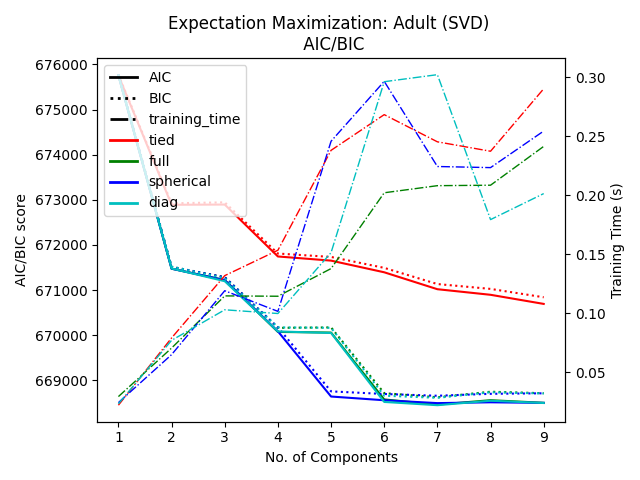 Expectation Maximization: Adult (SVD)
AIC/BIC
676000
675000
674000
673000
672000
671000
670000
669000
AIC/BIC score
AIC
BIC
training_time
tied
full
spherical
diag
0.30
0.25
0.20
0.15
0.10
0.05
Training Time (s)
1 2 3 4 5 6 7 8 9
No. of Components